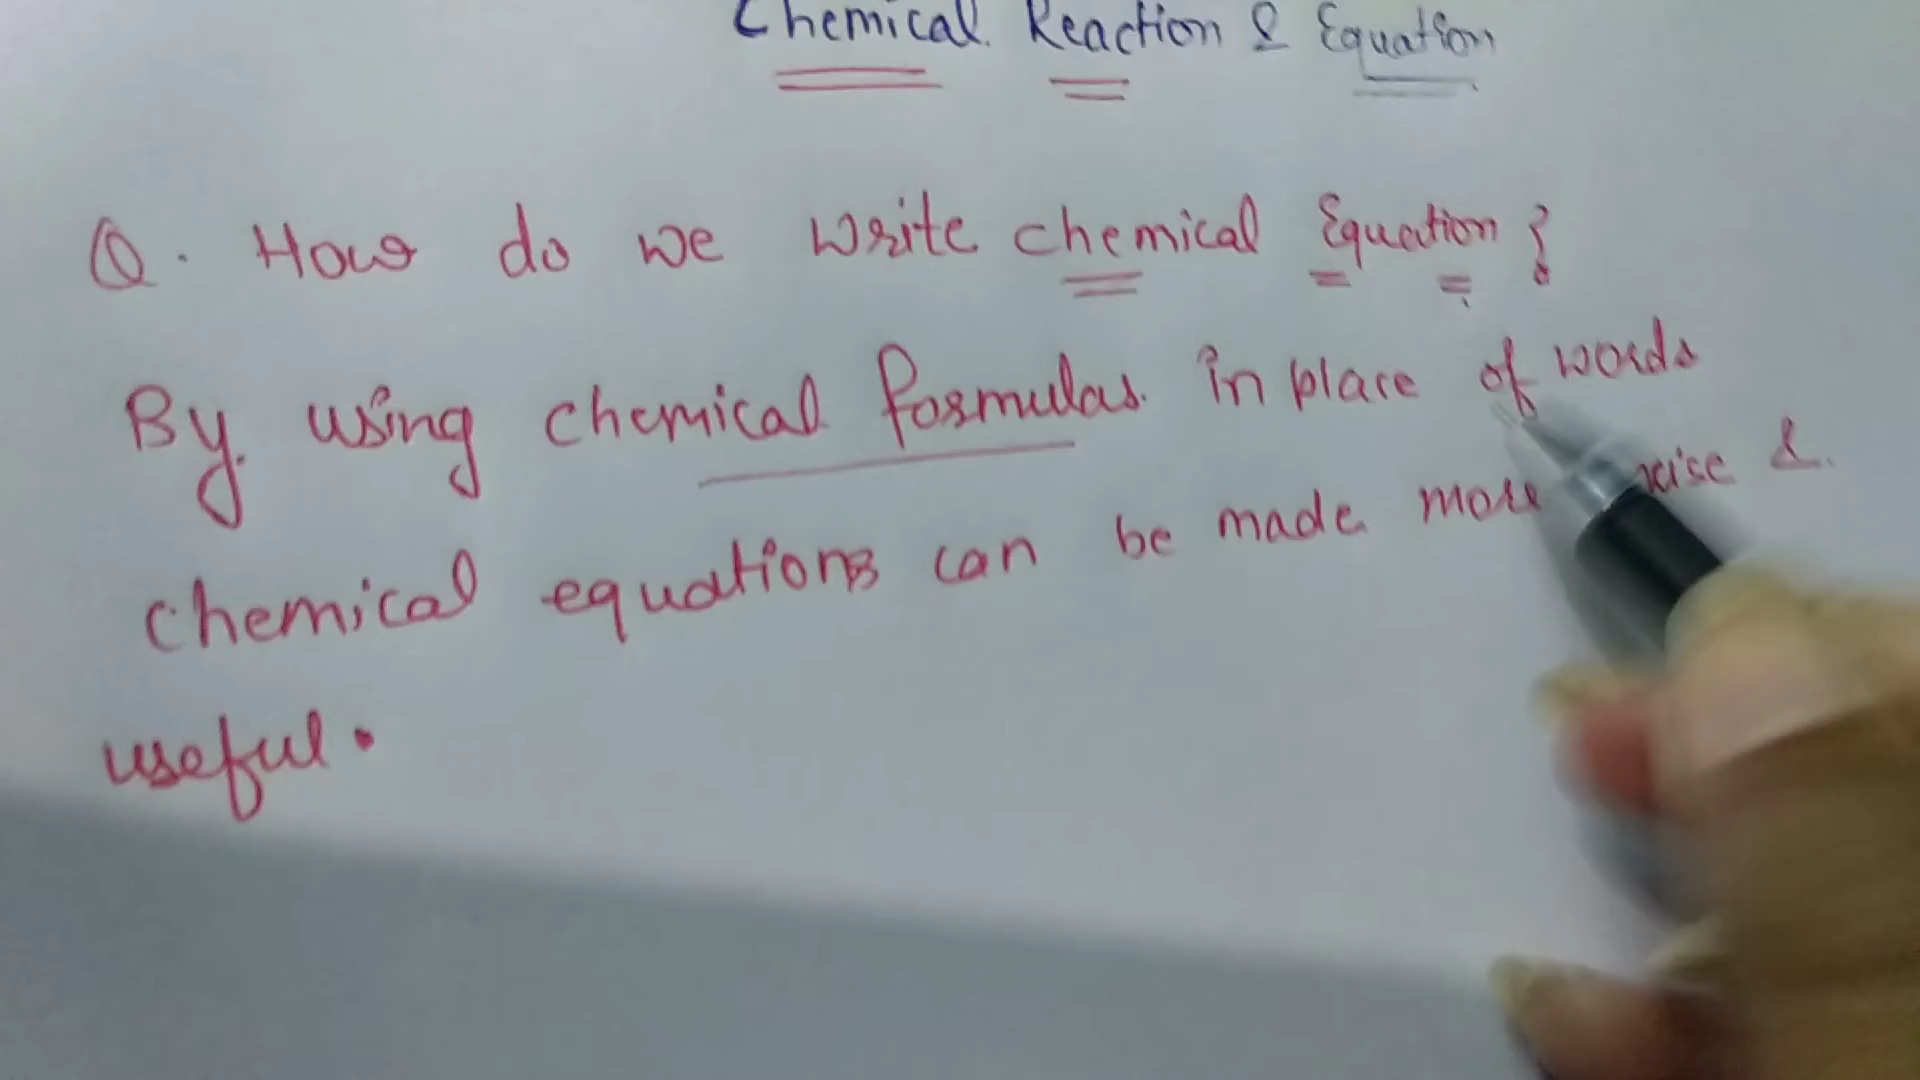 Chemical Reaction & Equation
Q. How do we write chemical Equation?
By using chemical formulas in place of words
chemical equations can be made more &
useful.